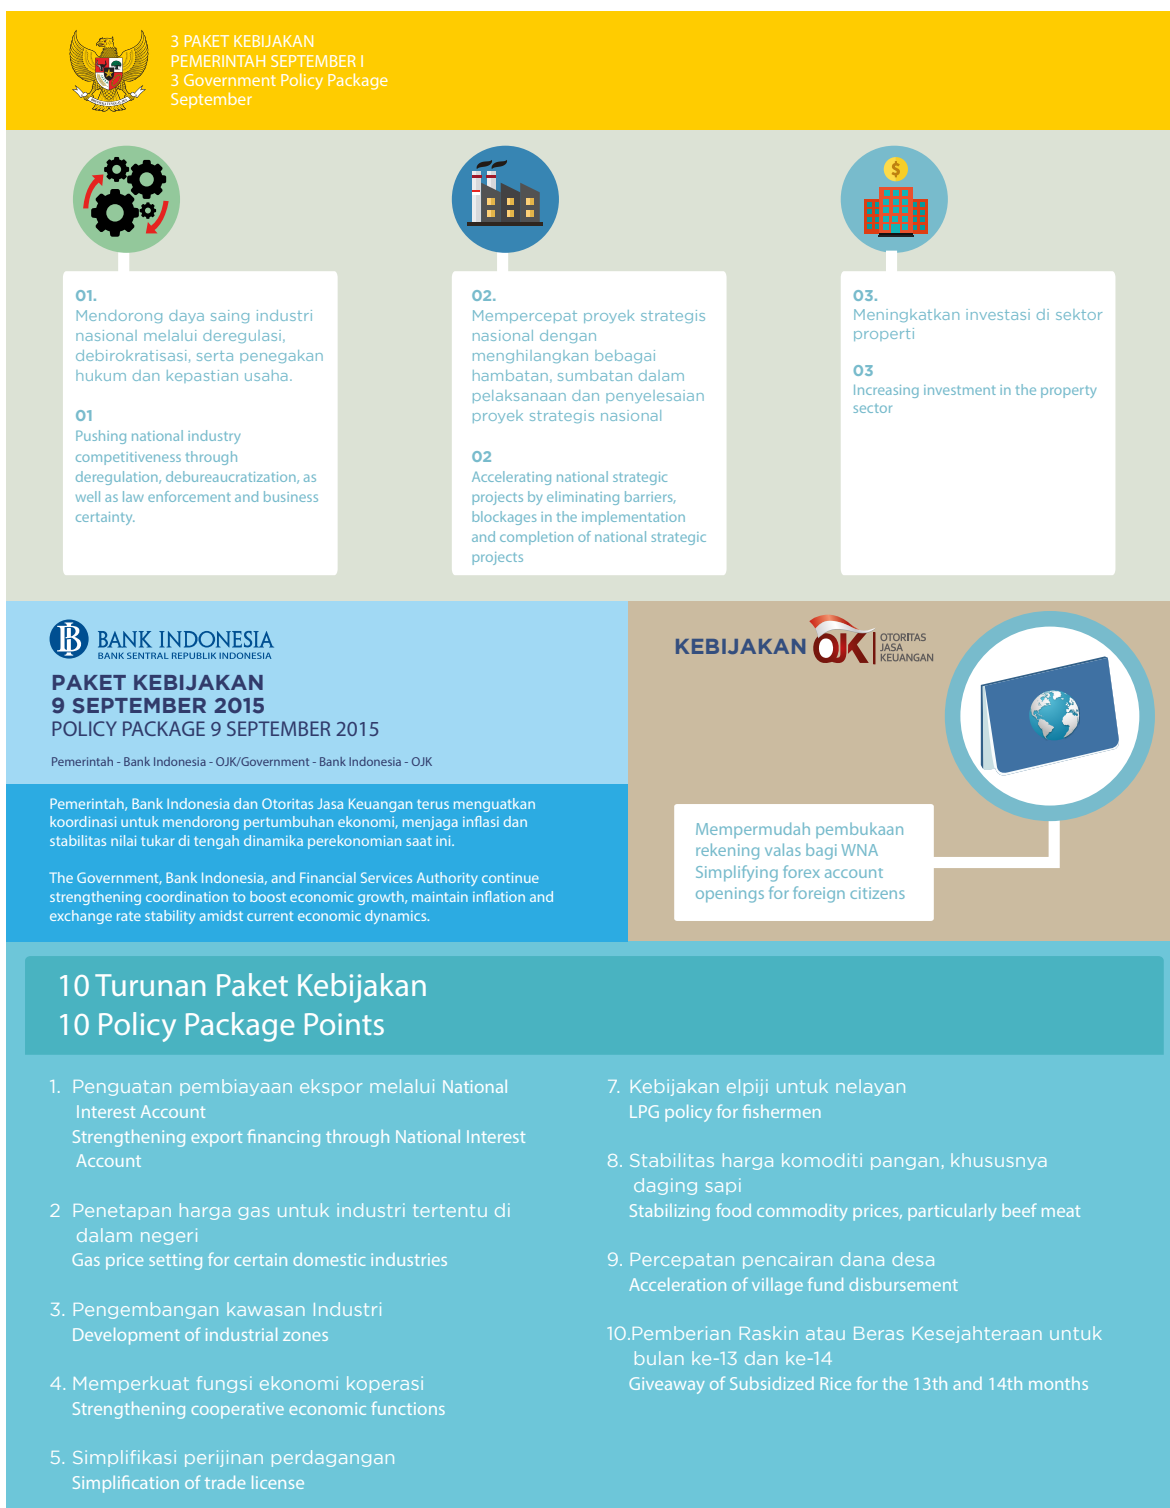 3 PAKET KEBIJAKAN
PEMERINTAH SEPTEMBER I
3 Government Policy Package
September
01.
Mendorong daya saing industri
nasional melalui deregulasi,
debirokratisasi, serta penegakan
hukum dan kepastian usaha.
01
Pushing national industry
competitiveness through
deregulation, debureaucratization, as
well as law enforcement and business
certainty.
02.
Mempercepat proyek strategis
nasional dengan
menghilangkan bebagai
hambatan, sumbatan dalam
pelaksanaan dan penyelesaian
proyek strategis nasional
02
Accelerating national strategic
projects by eliminating barriers,
blockages in the implementation
and completion of national strategic
projects
03.
Meningkatkan investasi di sektor
properti
03
Increasing investment in the property
sector
BANK INDONESIA
BANK SENTRAL REPUBLIK INDONESIA
PAKET KEBIJAKAN
9 SEPTEMBER 2015
POLICY PACKAGE 9 SEPTEMBER 2015
Pemerintah - Bank Indonesia - OJK/Government - Bank Indonesia - OJK
Pemerintah, Bank Indonesia dan Otoritas Jasa Keuangan terus menguatkan
koordinasi untuk mendorong pertumbuhan ekonomi, menjaga inflasi dan
stabilitas nilai tukar di tengah dinamika perekonomian saat ini.
The Government, Bank Indonesia, and Financial Services Authority continue
strengthening coordination to boost economic growth, maintain inflation and
exchange rate stability amidst current economic dynamics.
KEBIJAKAN OJK
OTORITAS
JASA
KEUANGAN
Mempermudah pembukaan
rekening valas bagi WNA
Simplifying forex account
openings for foreign citizens
10 Turunan Paket Kebijakan
10 Policy Package Points
1. Penguatan pembiayaan ekspor melalui National
Interest Account
Strengthening export financing through National Interest
Account
2 Penetapan harga gas untuk industri tertentu di
dalam negeri
Gas price setting for certain domestic industries
3. Pengembangan kawasan Industri
Development of industrial zones
4. Memperkuat fungsi ekonomi koperasi
Strengthening cooperative economic functions
5. Simplifikasi perijinan perdagangan
Simplification of trade license
7. Kebijakan elpiji untuk nelayan
LPG policy for fishermen
8. Stabilitas harga komoditi pangan, khususnya
daging sapi
Stabilizing food commodity prices, particularly beef meat
9. Percepatan pencairan dana desa
Acceleration of village fund disbursement
10.Pemberian Raskin atau Beras Kesejahteraan untuk
bulan ke-13 dan ke-14
Giveaway of Subsidized Rice for the 13th and 14th months